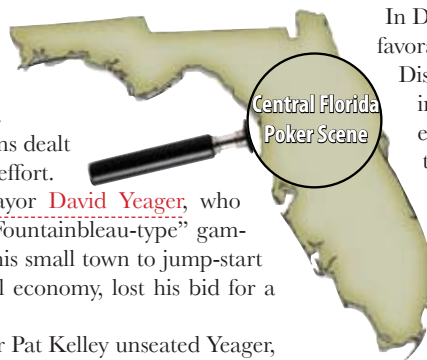 ns dealt
effort.
ayor David Yeager, who
Fountainbleau-type” gam-
his small town to jump-start
l economy, lost his bid for a
r Pat Kelley unseated Yeager,
Central Florida
Poker Scene
In D
favora
Dis
in
e
t